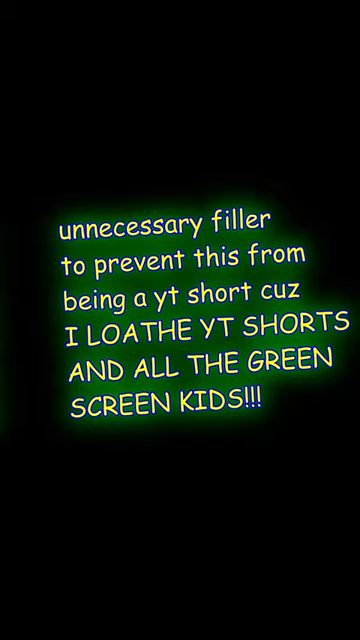 unnecessary filler
to prevent this from
being a yt short cuz
I LOATHE YT SHORTS
AND ALL THE GREEN
SCREEN KIDS!!!